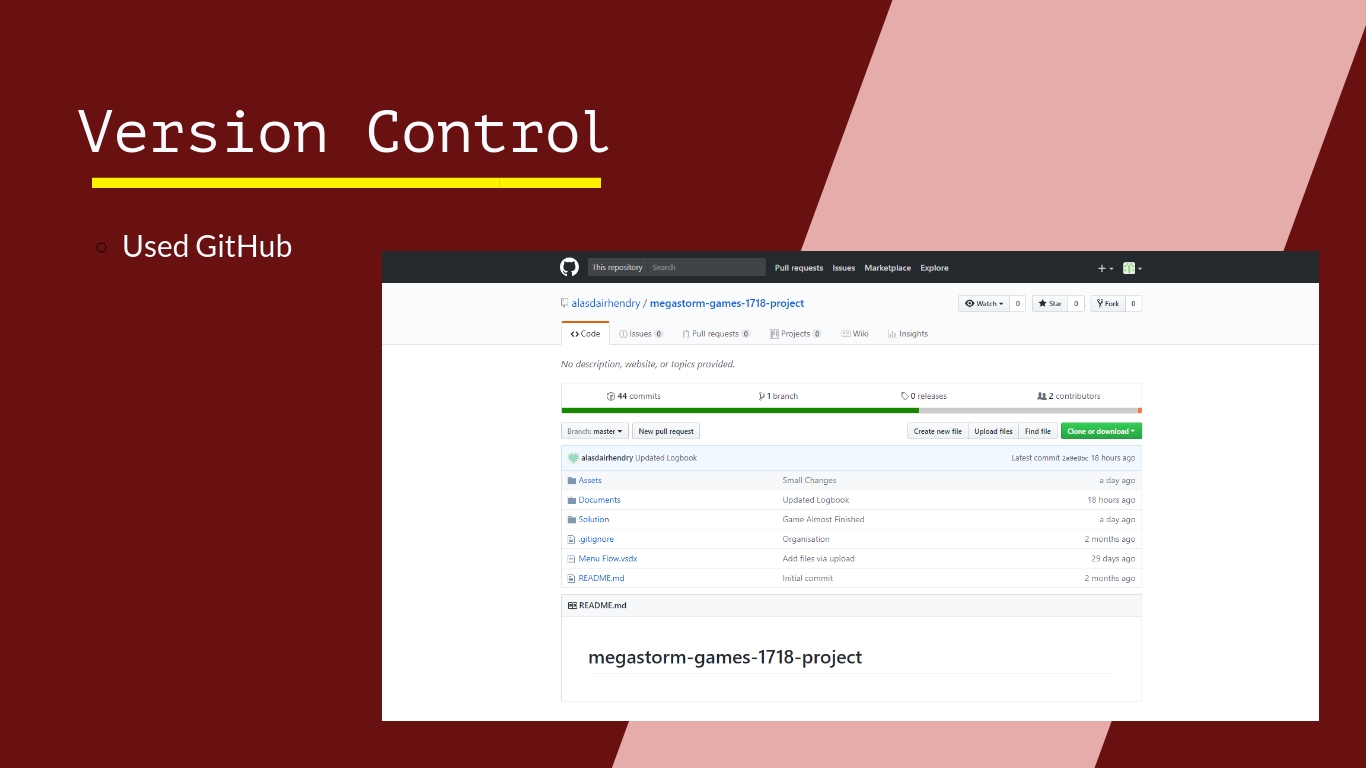 Version Control
Used GitHub
This repository Search Pull requests Issues Marketplace Explore
alasdairhendry / megastorm-games-1718-project Watch 0 Star 0 Fork 0
Code Issues 0 Pull requests 0 Projects 0 Wiki Insights
No description, website, or topics provided.
44 commits 1 branch 0 releases 2 contributors
Branch: master New pull request Create new file Upload files Find file Clone or download
alasdairhendry Updated Logbook Latest commit 2a9e0bc 18 hours ago
Assets Small Changes a day ago
Documents Updated Logbook 18 hours ago
Solution Game Almost Finished a day ago
.gitignore Organisation 2 months ago
Menu Flow.vsdx Add files via upload 29 days ago
README.md Initial commit 2 months ago
README.md
megastorm-games-1718-project